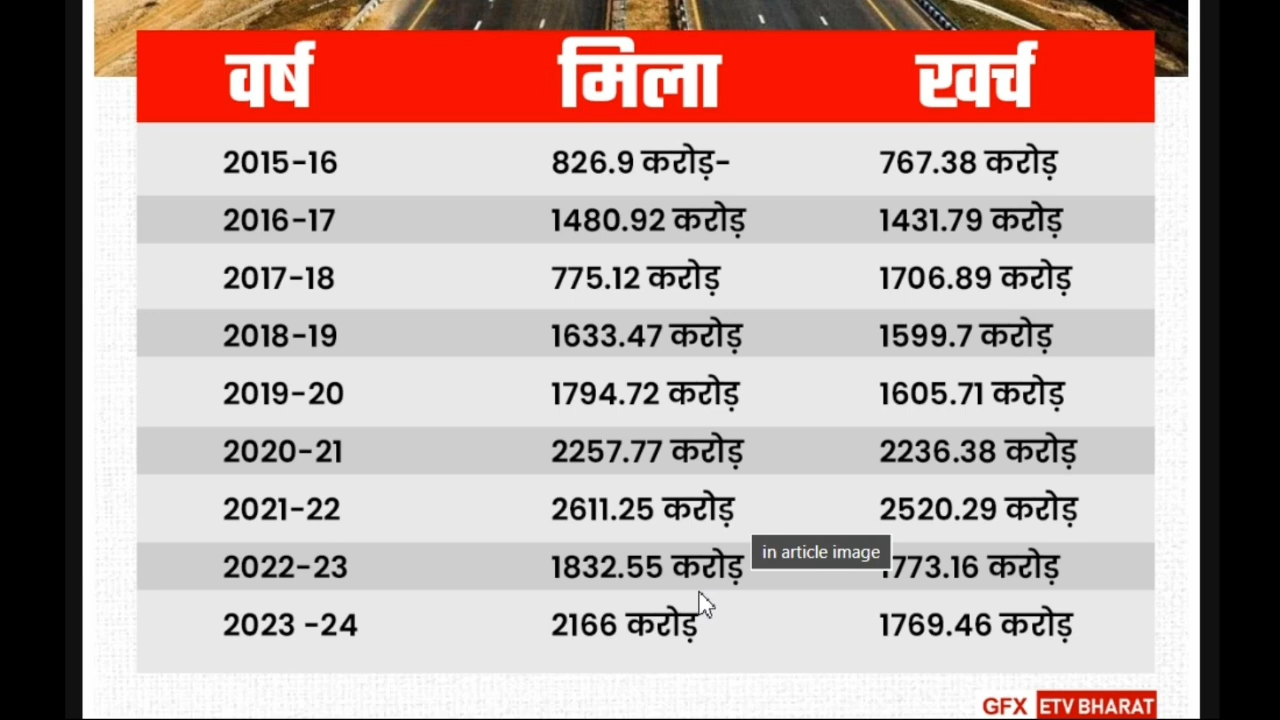 वर्ष मिला खर्च
2015-16 826.9 करोड़- 767.38 करोड़
2016-17 1480.92 करोड़ 1431.79 करोड़
2017-18 775.12 करोड़ 1706.89 करोड़
2018-19 1633.47 करोड़ 1599.7 करोड़
2019-20 1794.72 करोड़ 1605.71 करोड़
2020-21 2257.77 करोड़ 2236.38 करोड़
2021-22 2611.25 करोड़ 2520.29 करोड़
in article image
2022-23 1832.55 करोड़ 1773.16 करोड़
2023 -24 2166 करोड़ 1769.46 करोड़
GFX ETV BHARAT